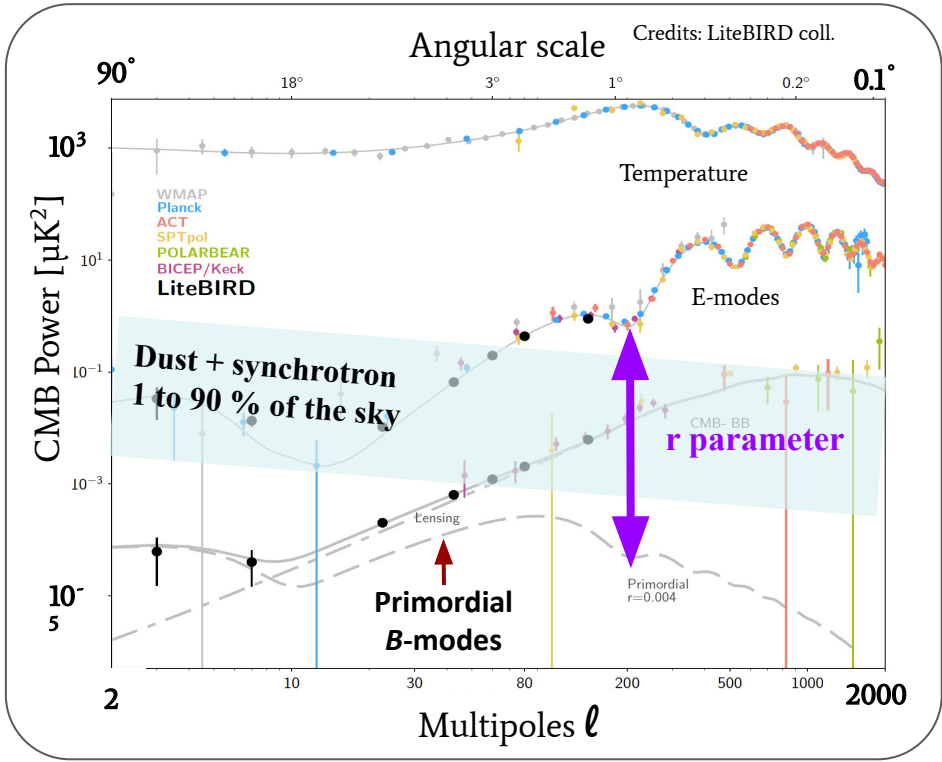 Angular scale
Credits: LiteBIRD coll.
90°
18°
3°
1°
0.2°
0.1°
10³
Temperature
WMAP
Planck
ACT
SPTpol
POLARBEAR
BICEP/Keck
LiteBIRD
CMB Power [µK²]
10¹
E-modes
Dust + synchrotron
1 to 90 % of the sky
10⁻¹
CMB- BB
r parameter
10⁻³
Lensing
Primordial
r=0.004
Primordial
B-modes
10⁻
5
2
10
30
80
200
500
1000
2000
Multipoles ℓ